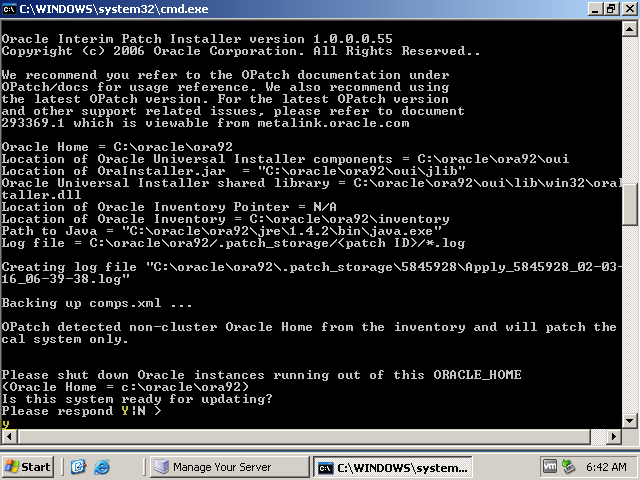 C:\WINDOWS\system32\cmd.exe
Oracle Interim Patch Installer version 1.0.0.0.55
Copyright (c) 2006 Oracle Corporation. All Rights Reserved..
We recommend you refer to the OPatch documentation under
OPatch/docs for usage reference. We also recommend using
the latest OPatch version. For the latest OPatch version
and other support related issues, please refer to document
293369.1 which is viewable from metalink.oracle.com
Oracle Home = C:\oracle\ora92
Location of Oracle Universal Installer components = C:\oracle\ora92\oui
Location of OraInstaller.jar  = "C:\oracle\ora92\oui\jlib"
Oracle Universal Installer shared library = C:\oracle\ora92\oui\lib\win32\ora
taller.dll
Location of Oracle Inventory Pointer = N/A
Location of Oracle Inventory = C:\oracle\ora92\inventory
Path to Java = "C:\oracle\ora92\jre\1.4.2\bin\java.exe"
Log file = C:\oracle\ora92/.patch_storage/<patch ID>/*.log
Creating log file "C:\oracle\ora92\.patch_storage\5845928\Apply_5845928_02-03-
16_06-39-38.log"
Backing up comps.xml ...
OPatch detected non-cluster Oracle Home from the inventory and will patch the
cal system only.
Please shut down Oracle instances running out of this ORACLE_HOME
(Oracle Home = c:\oracle\ora92)
Is this system ready for updating?
Please respond Y|N >
y
Start
Manage Your Server
C:\WINDOWS\system...
vm
6:42 AM